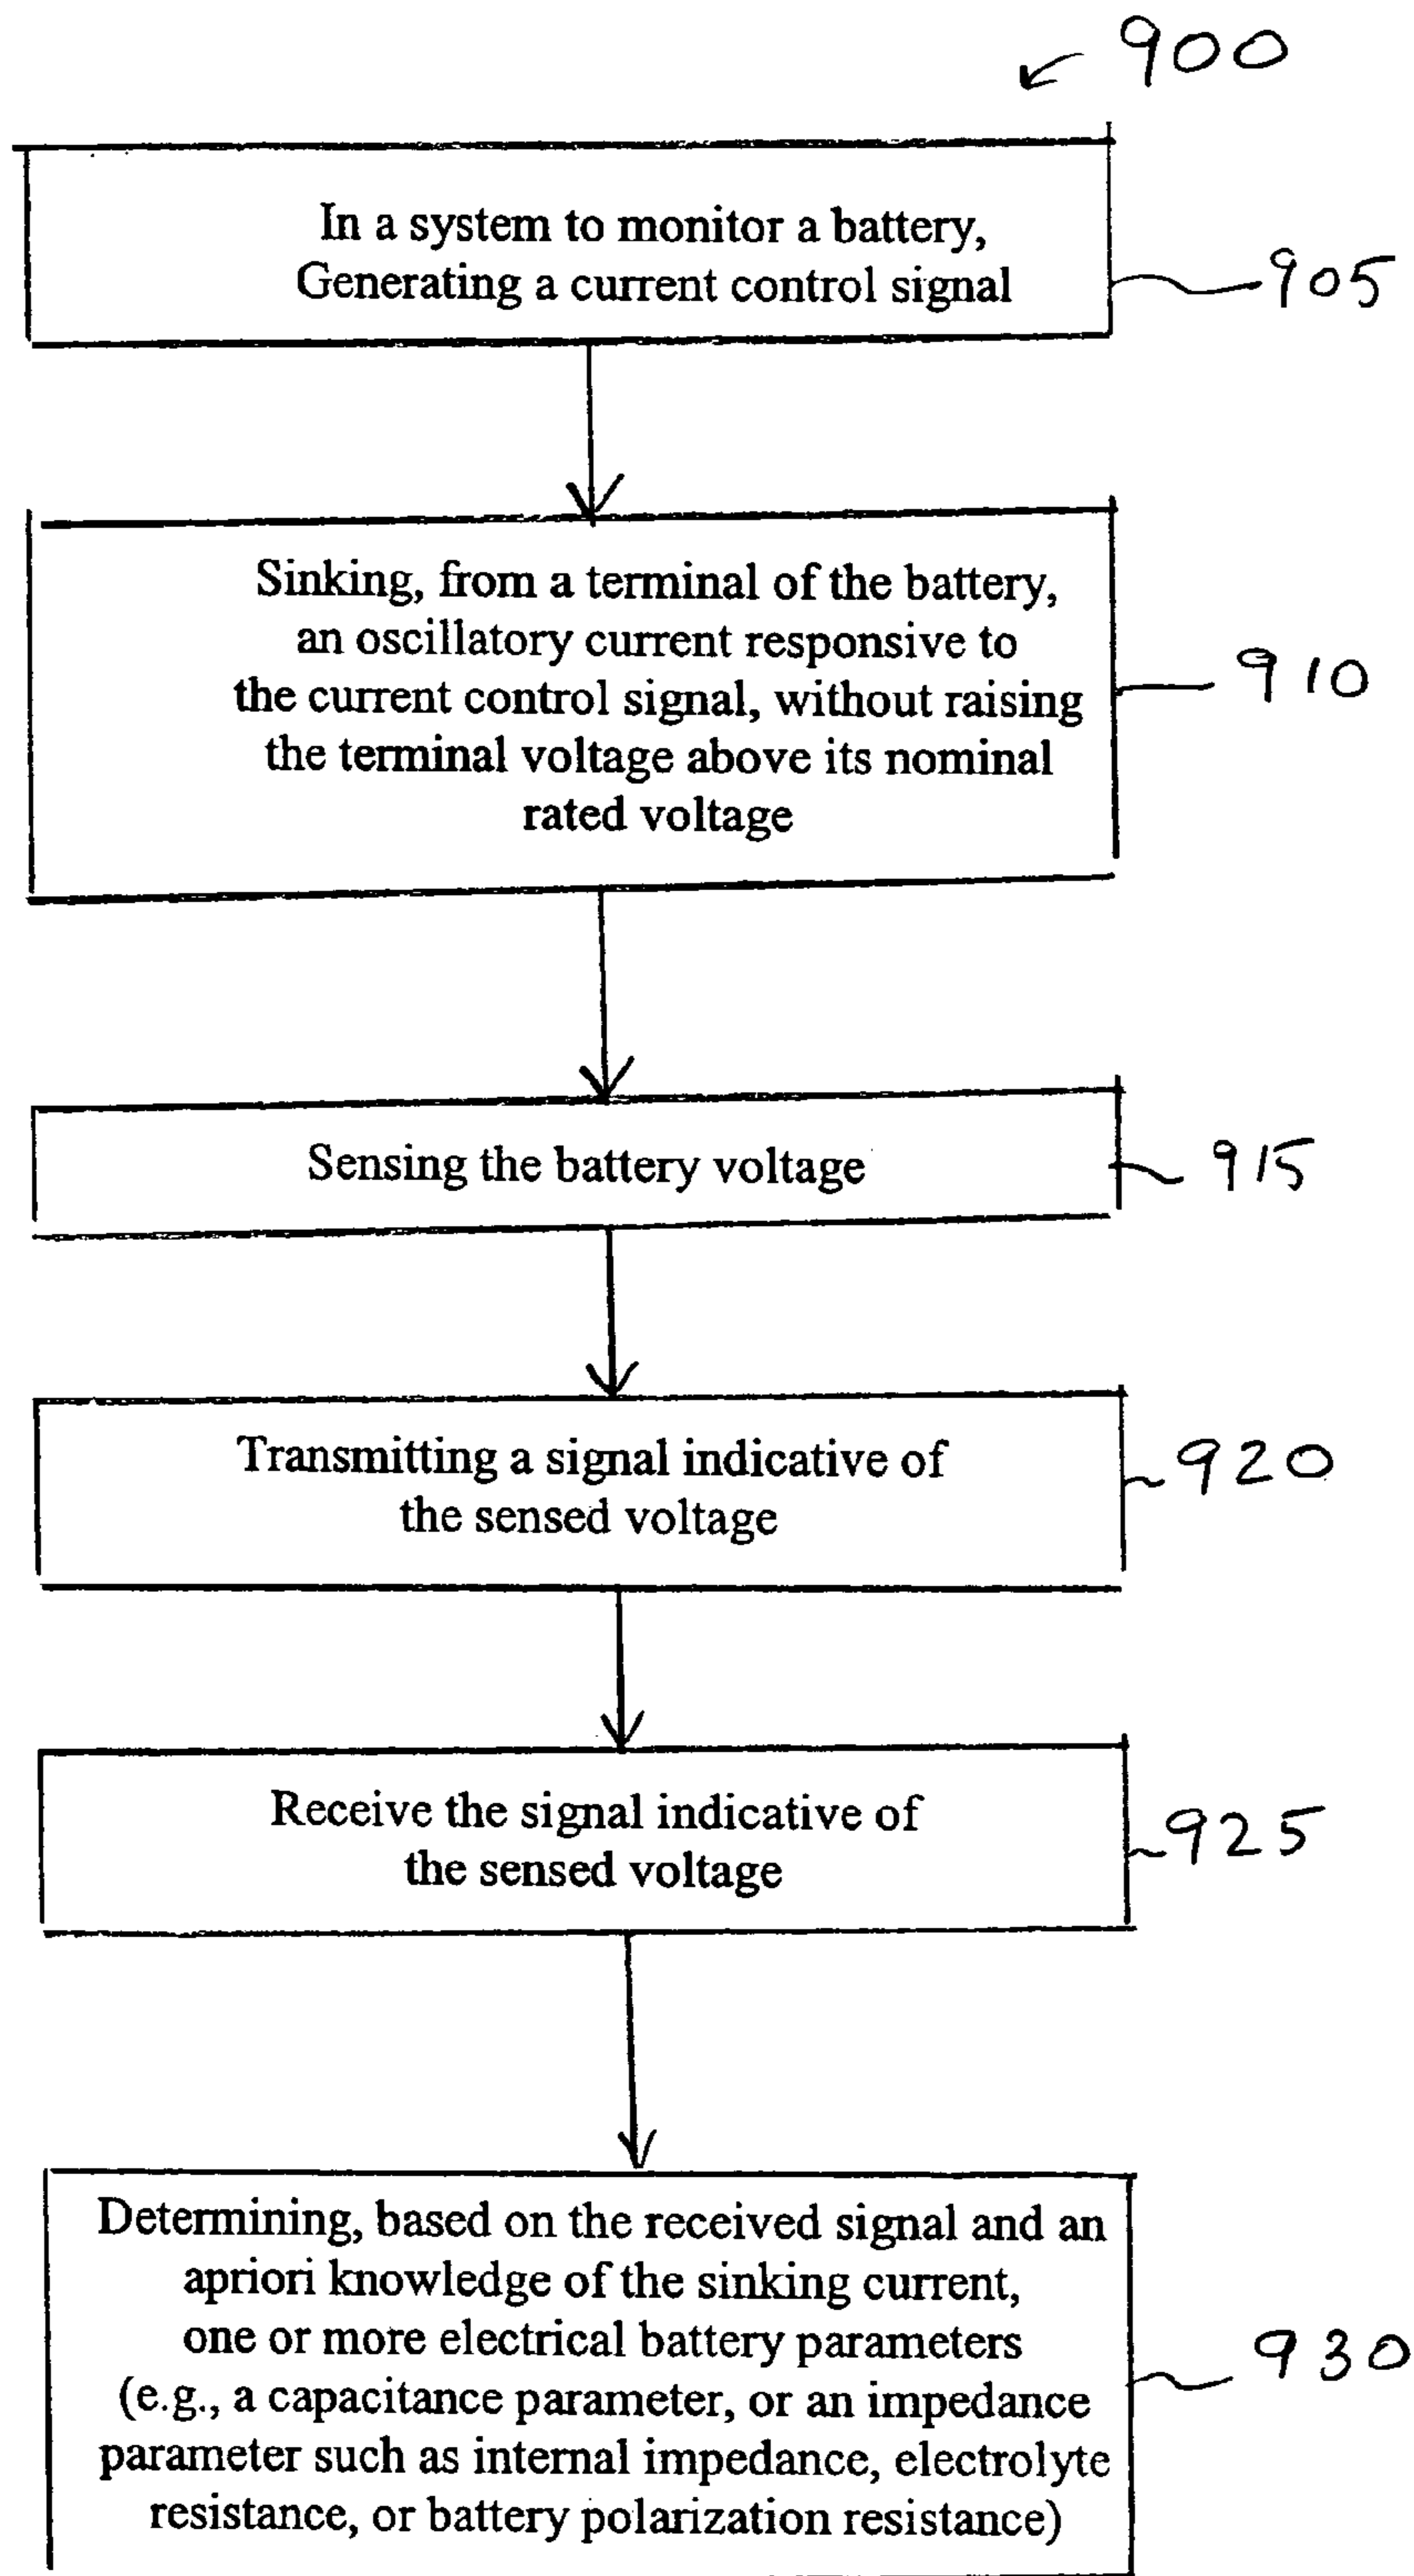 900
In a system to monitor a battery,
Generating a current control signal
905
Sinking, from a terminal of the battery,
an oscillatory current responsive to
the current control signal, without raising
the terminal voltage above its nominal
rated voltage
910
Sensing the battery voltage
915
Transmitting a signal indicative of
the sensed voltage
920
Receive the signal indicative of
the sensed voltage
925
Determining, based on the received signal and an
apriori knowledge of the sinking current,
one or more electrical battery parameters
(e.g., a capacitance parameter, or an impedance
parameter such as internal impedance, electrolyte
resistance, or battery polarization resistance)
930